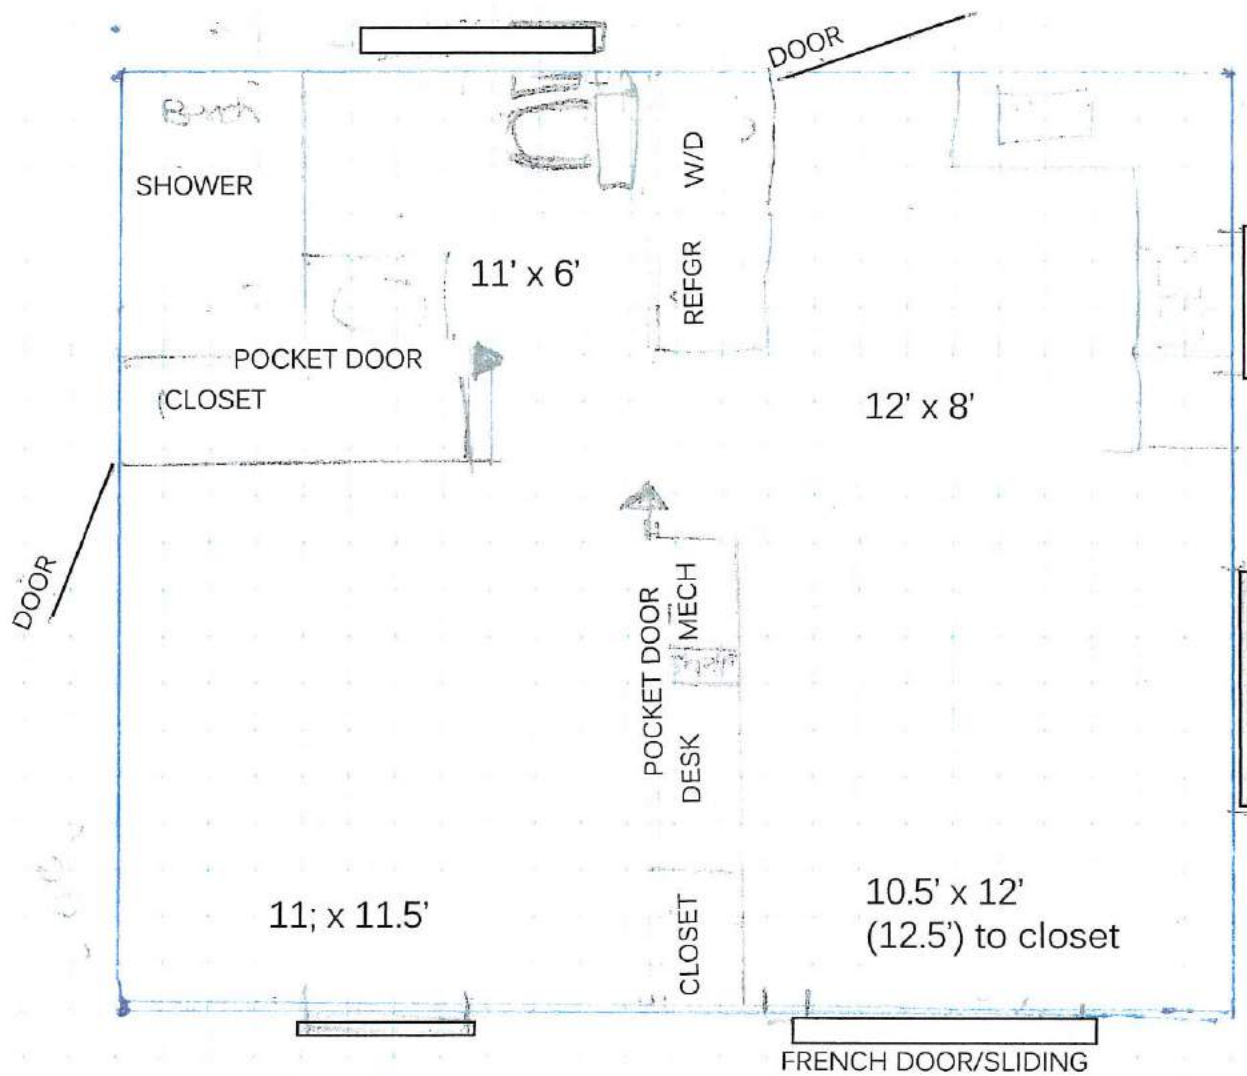 DOOR
Bench
SHOWER
W/D
11' x 6'
REFGR
POCKET DOOR
CLOSET
12' x 8'
DOOR
MECH
POCKET DOOR
DESK
11; x 11.5'
CLOSET
10.5' x 12'
(12.5') to closet
FRENCH DOOR/SLIDING